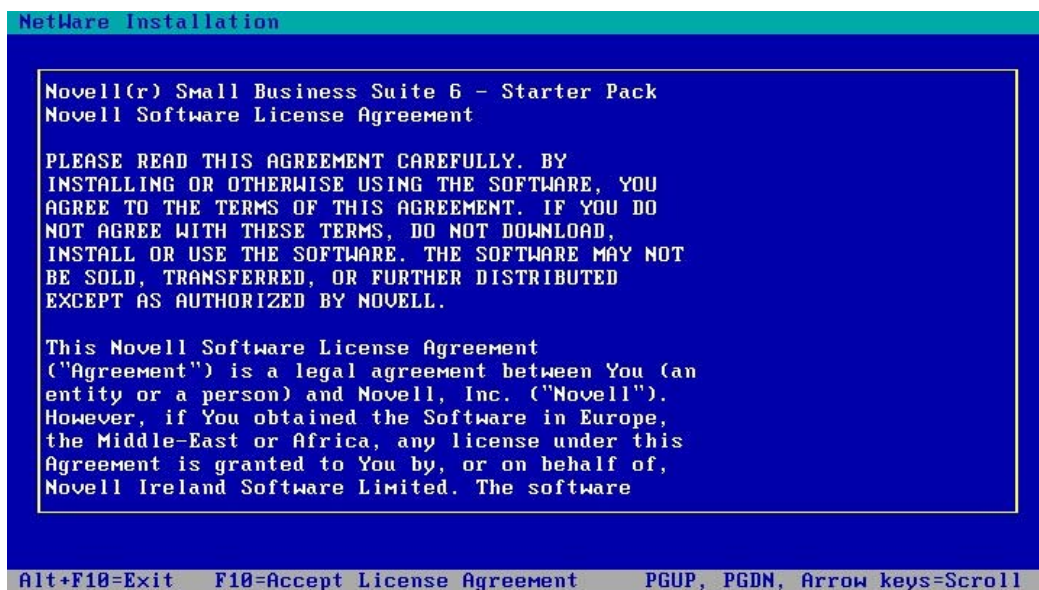 NetWare Installation
Novell(r) Small Business Suite 6 - Starter Pack
Novell Software License Agreement
PLEASE READ THIS AGREEMENT CAREFULLY. BY
INSTALLING OR OTHERWISE USING THE SOFTWARE, YOU
AGREE TO THE TERMS OF THIS AGREEMENT. IF YOU DO
NOT AGREE WITH THESE TERMS, DO NOT DOWNLOAD,
INSTALL OR USE THE SOFTWARE. THE SOFTWARE MAY NOT
BE SOLD, TRANSFERRED, OR FURTHER DISTRIBUTED
EXCEPT AS AUTHORIZED BY NOVELL.
This Novell Software License Agreement
("Agreement") is a legal agreement between You (an
entity or a person) and Novell, Inc. ("Novell").
However, if You obtained the Software in Europe,
the Middle-East or Africa, any license under this
Agreement is granted to You by, or on behalf of,
Novell Ireland Software Limited. The software
Alt+F10=Exit F10=Accept License Agreement PGUP, PGDN, Arrow keys=Scroll